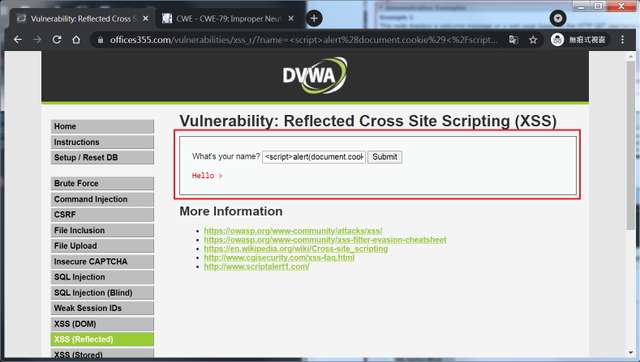 Vulnerability: Reflected Cross Sit
CWE - CWE-79: Improper Neut
offices355.com/vulnerabilities/xss_r/?name=<script>alert%28document.cookie%29<%2Fscript...
無痕式視窗
DVWA
Home
Instructions
Setup / Reset DB
Brute Force
Command Injection
CSRF
File Inclusion
File Upload
Insecure CAPTCHA
SQL Injection
SQL Injection (Blind)
Weak Session IDs
XSS (DOM)
XSS (Reflected)
XSS (Stored)
Vulnerability: Reflected Cross Site Scripting (XSS)
What's your name? <script>alert(document.cook Submit
Hello >
More Information
https://owasp.org/www-community/attacks/xss/
https://owasp.org/www-community/xss-filter-evasion-cheatsheet
https://en.wikipedia.org/wiki/Cross-site_scripting
http://www.cgisecurity.com/xss-faq.html
http://www.scriptalert1.com/